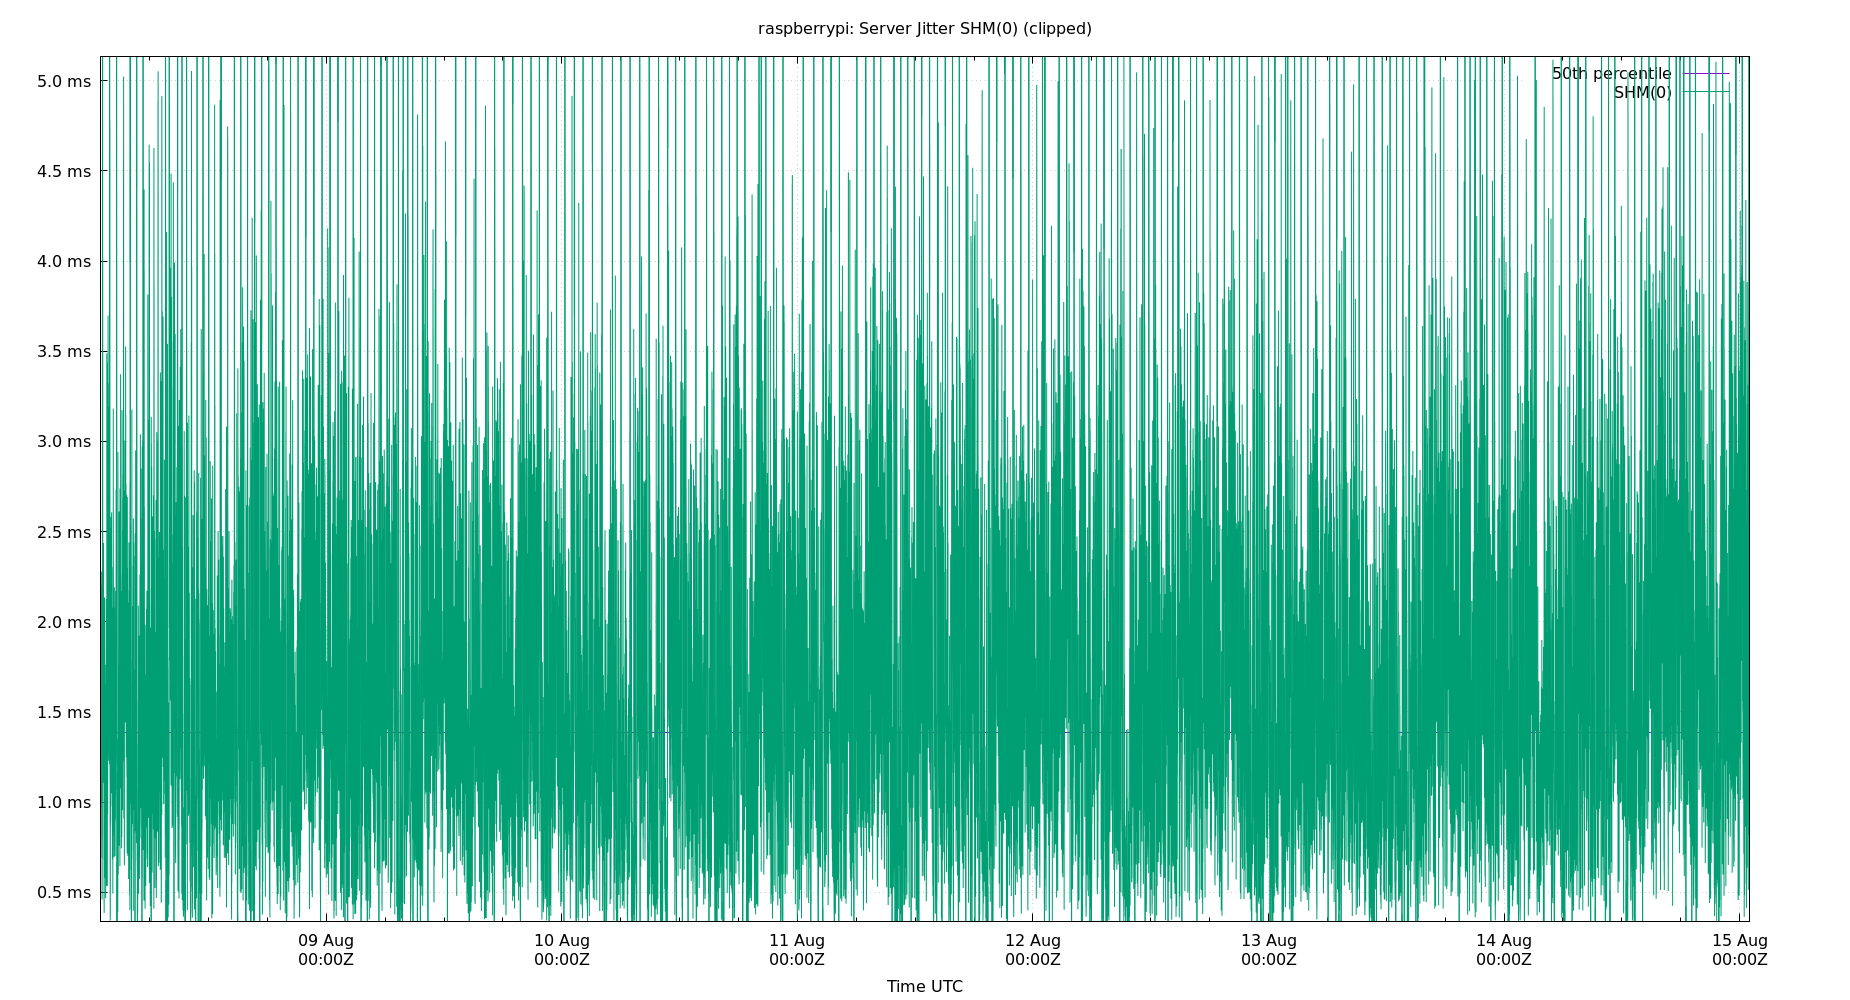 raspberrypi: Server Jitter SHM(0) (clipped)
50th percentile
SHM(0)
5.0 ms
4.5 ms
4.0 ms
3.5 ms
3.0 ms
2.5 ms
2.0 ms
1.5 ms
1.0 ms
0.5 ms
09 Aug 10 Aug 11 Aug 12 Aug 13 Aug 14 Aug 15 Aug
00:00Z 00:00Z 00:00Z 00:00Z 00:00Z 00:00Z 00:00Z
Time UTC